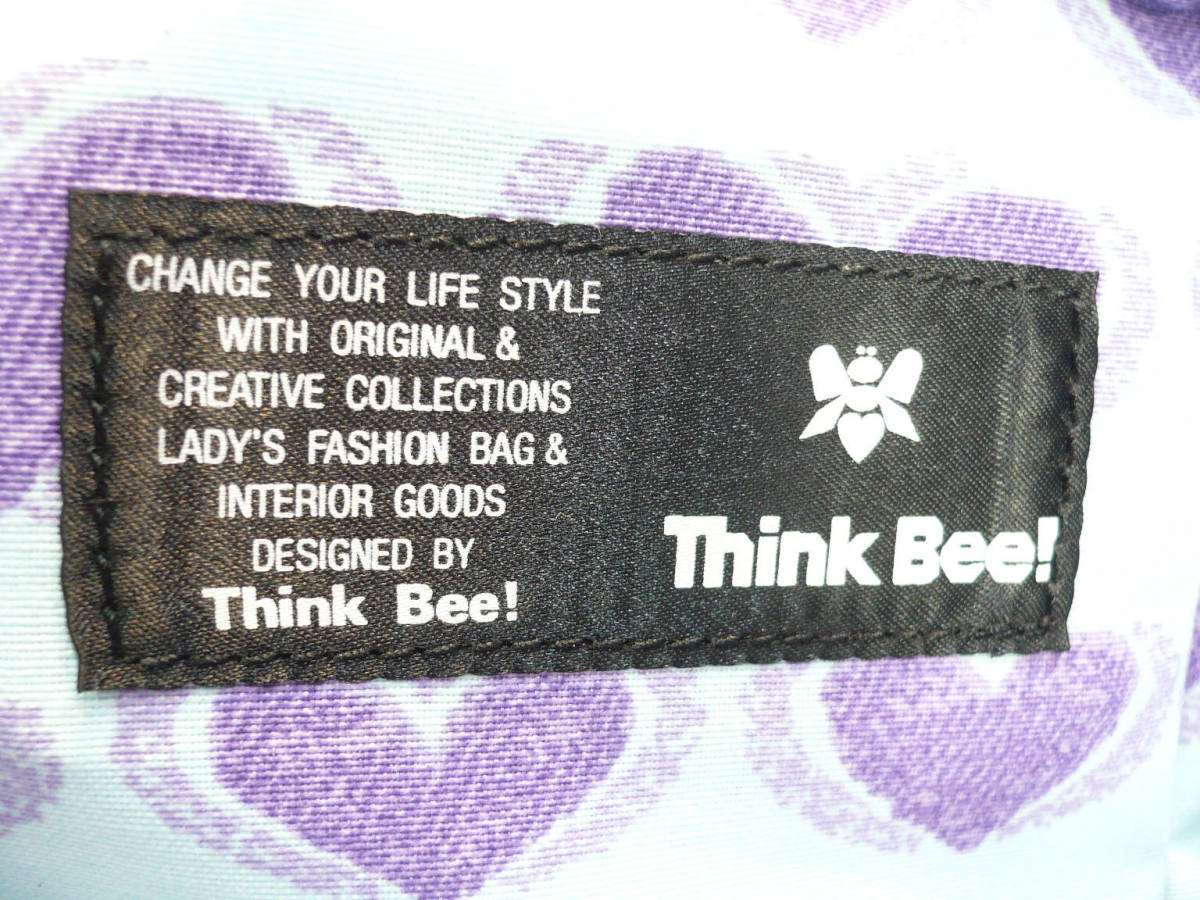 CHANGE YOUR LIFE STYLE
WITH ORIGINAL &
CREATIVE COLLECTIONS
LADY'S FASHION BAG &
INTERIOR GOODS
DESIGNED BY
Think Bee!
Think Bee!